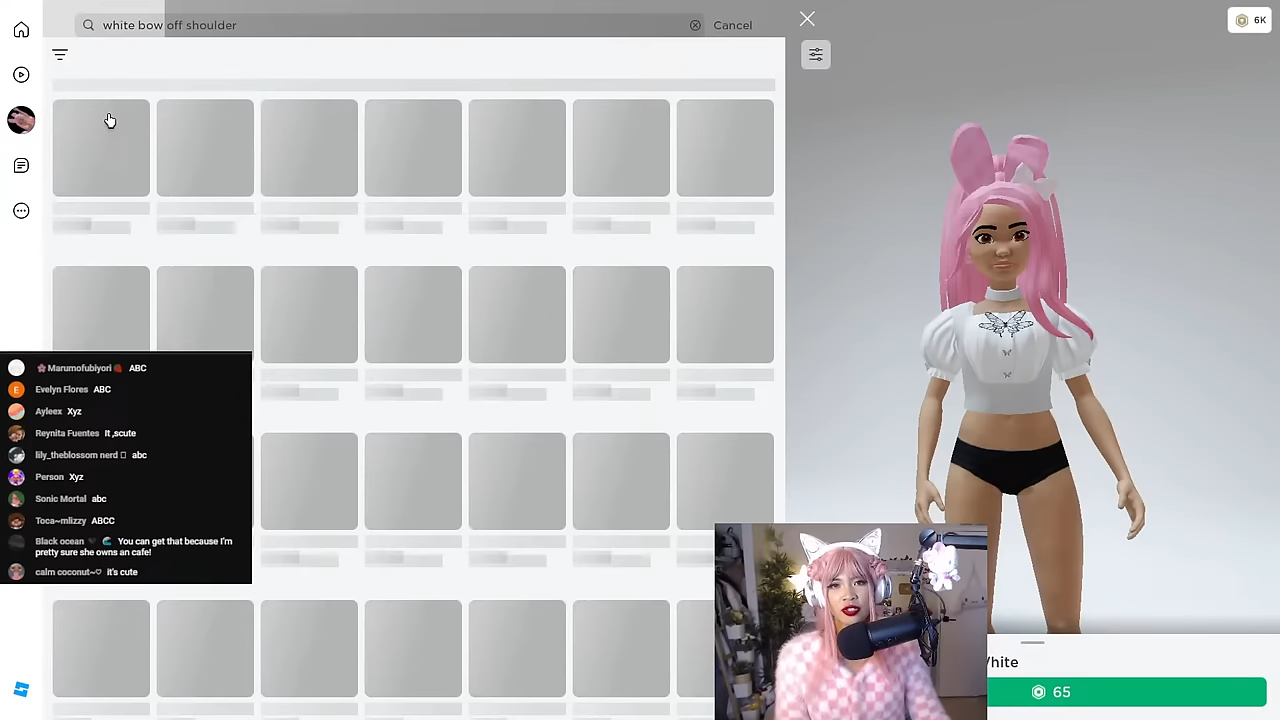 white bow off shoulder
Cancel
6K
🌸Marumofubiyori🍓 ABC
Evelyn Flores ABC
Ayleex Xyz
Reynita Fuentes It ,scute
lily_theblossom nerd abc
Person Xyz
Sonic Mortal abc
Toca~mlizzy ABCC
Black ocean 🖤 🌊 You can get that because I'm
pretty sure she owns an cafe!
calm coconut~♡ it's cute
65